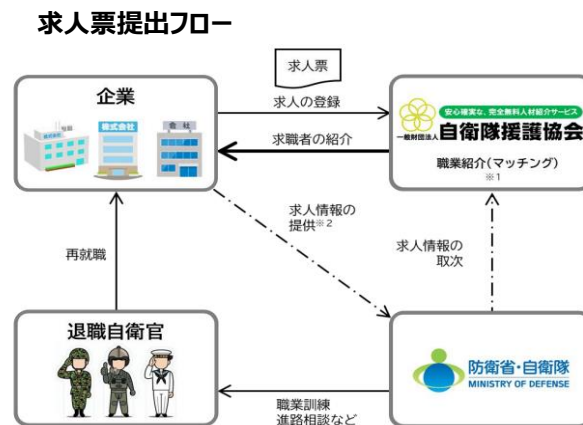 求人票提出フロー
求人票
企業
株式会社
会社
求人の登録
求職者の紹介
安心確実な、完全無料人材紹介サービス
一般財団法人
自衛隊援護協会
職業紹介(マッチング)
※1
求人情報の
提供※2
求人情報の
取次
再就職
退職自衛官
防衛省・自衛隊
MINISTRY OF DEFENSE
職業訓練
進路相談など